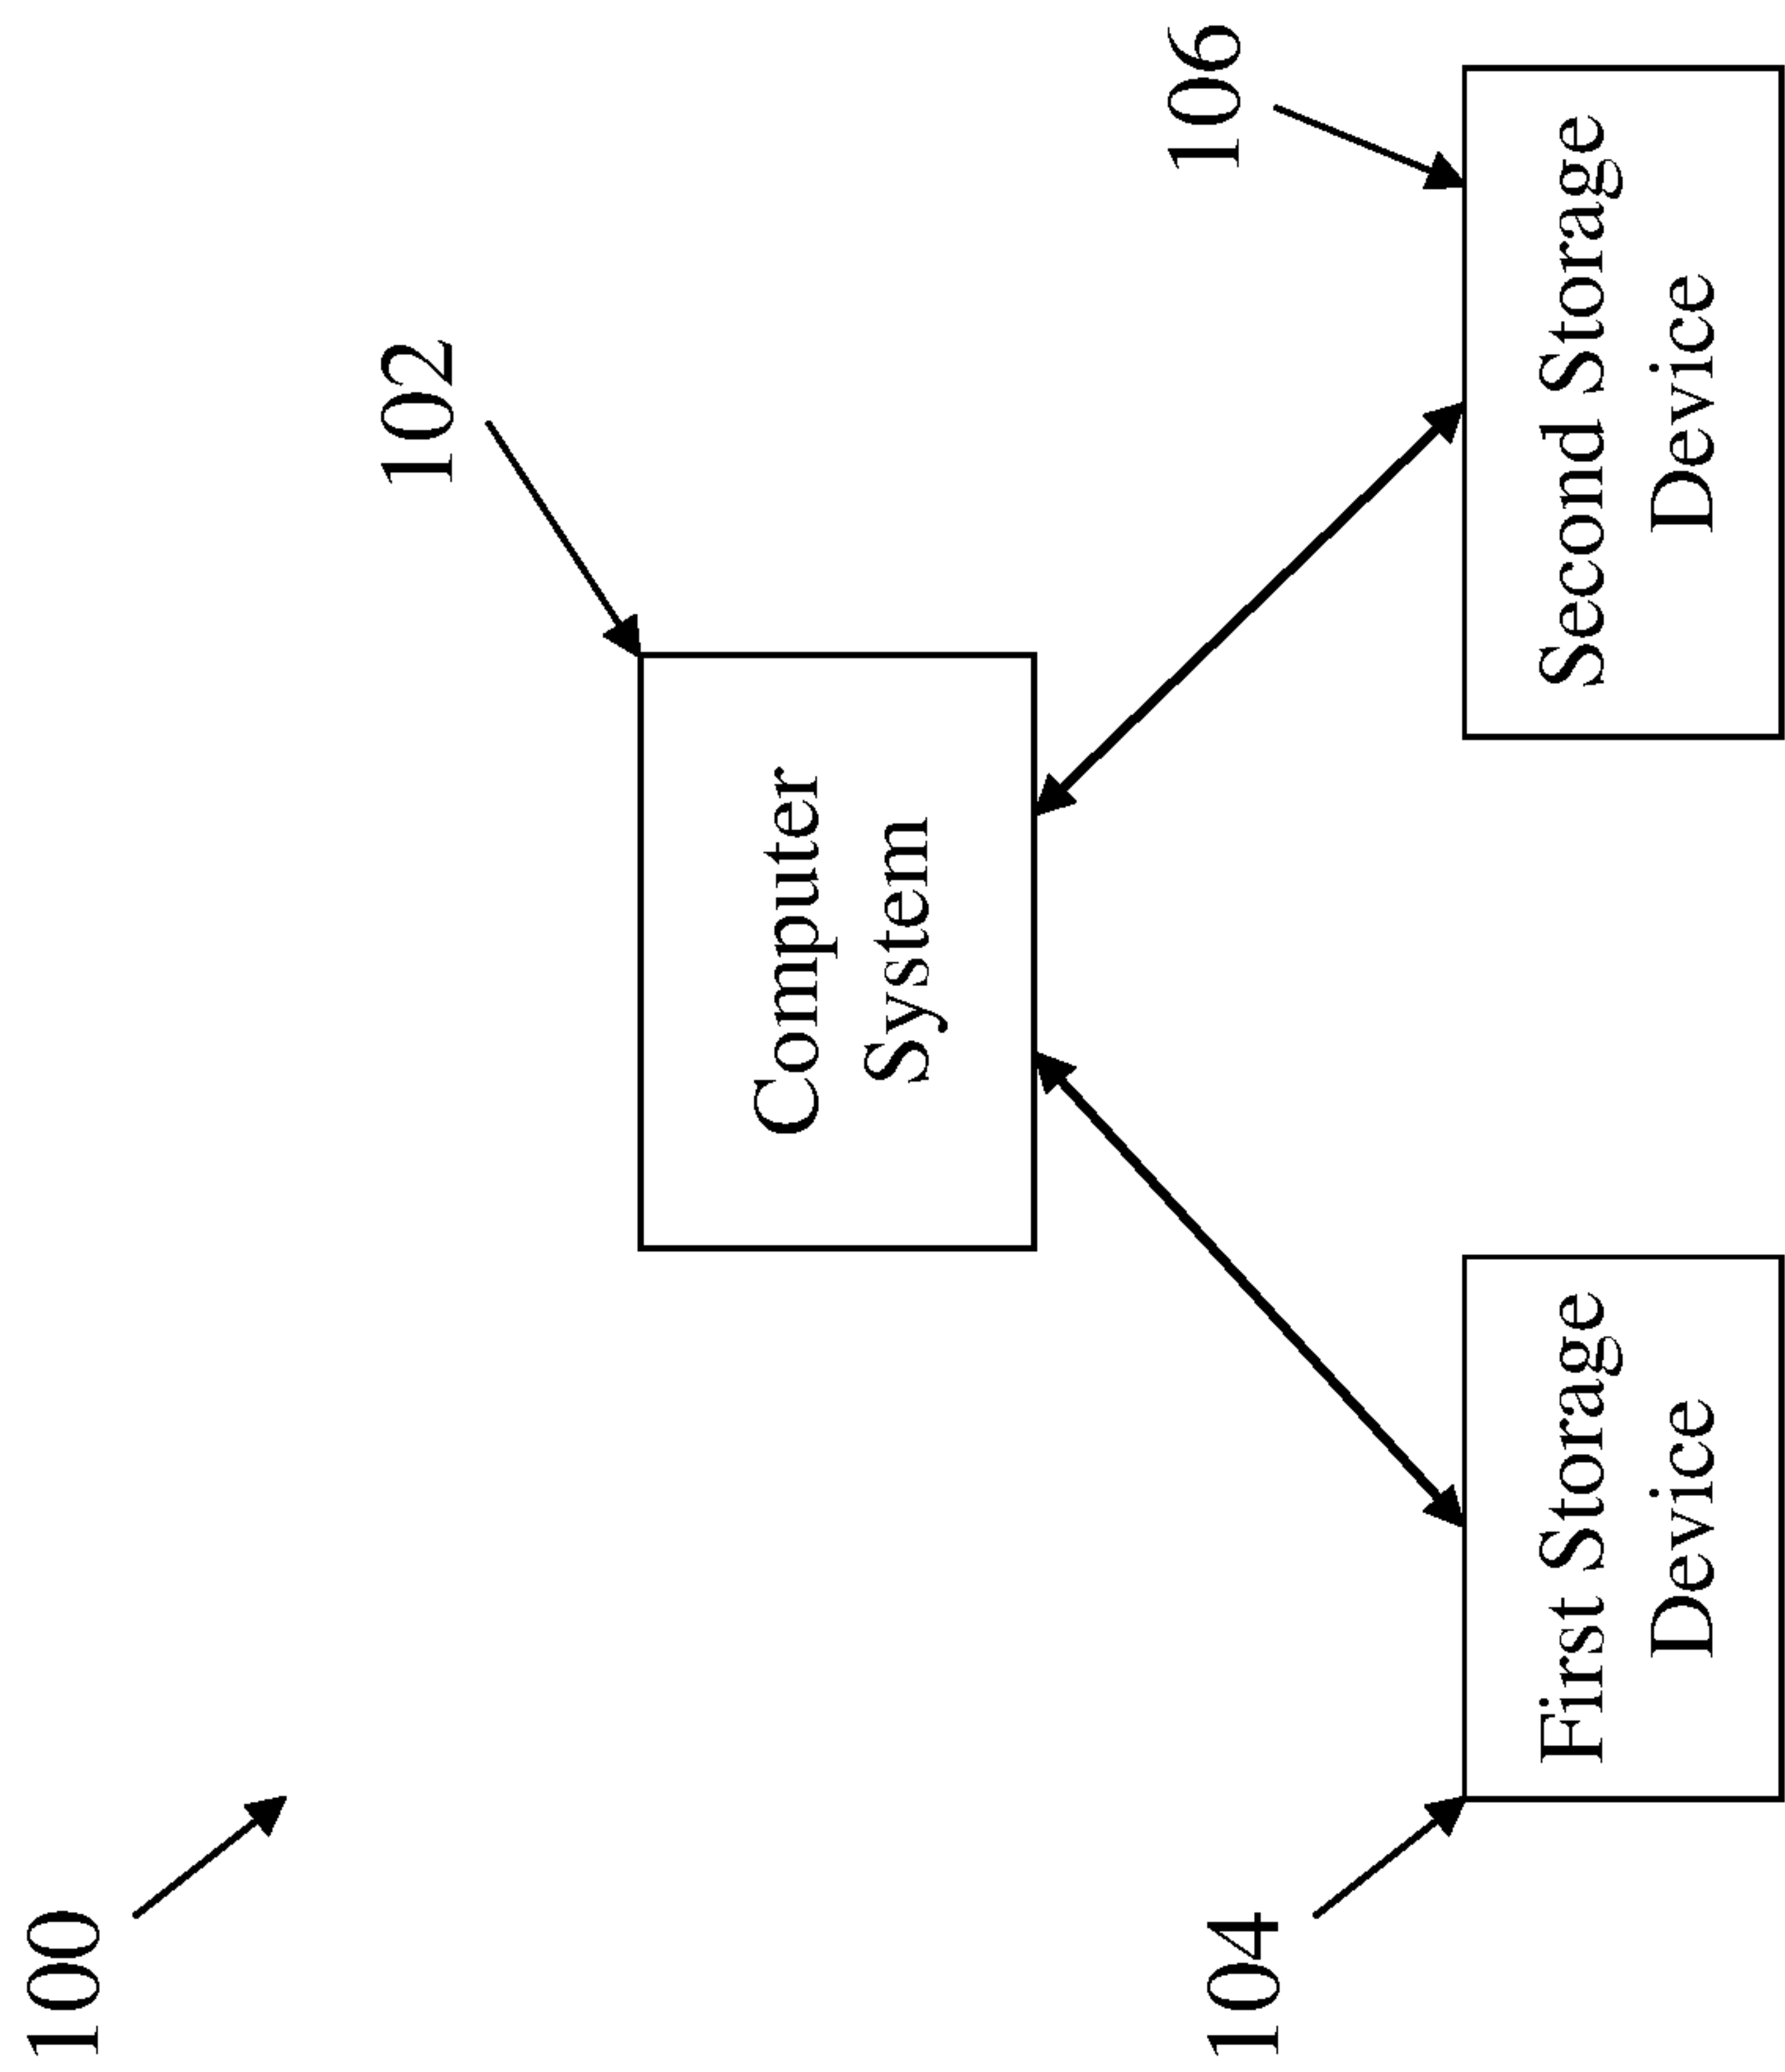 100
102
Computer
System
104
106
First Storage
Device
Second Storage
Device